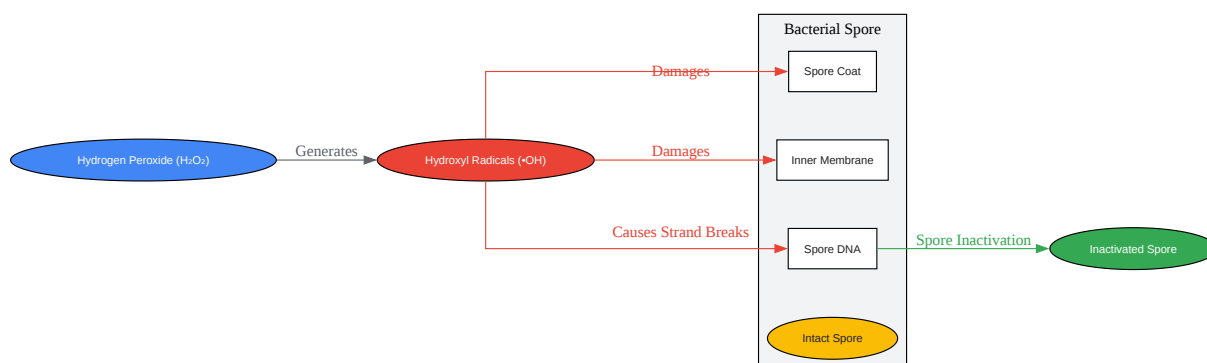 Bacterial Spore
Damages
Spore Coat
Hydrogen Peroxide (H₂O₂)
Generates
Hydroxyl Radicals (•OH)
Damages
Inner Membrane
Causes Strand Breaks
Spore DNA
Spore Inactivation
Inactivated Spore
Intact Spore